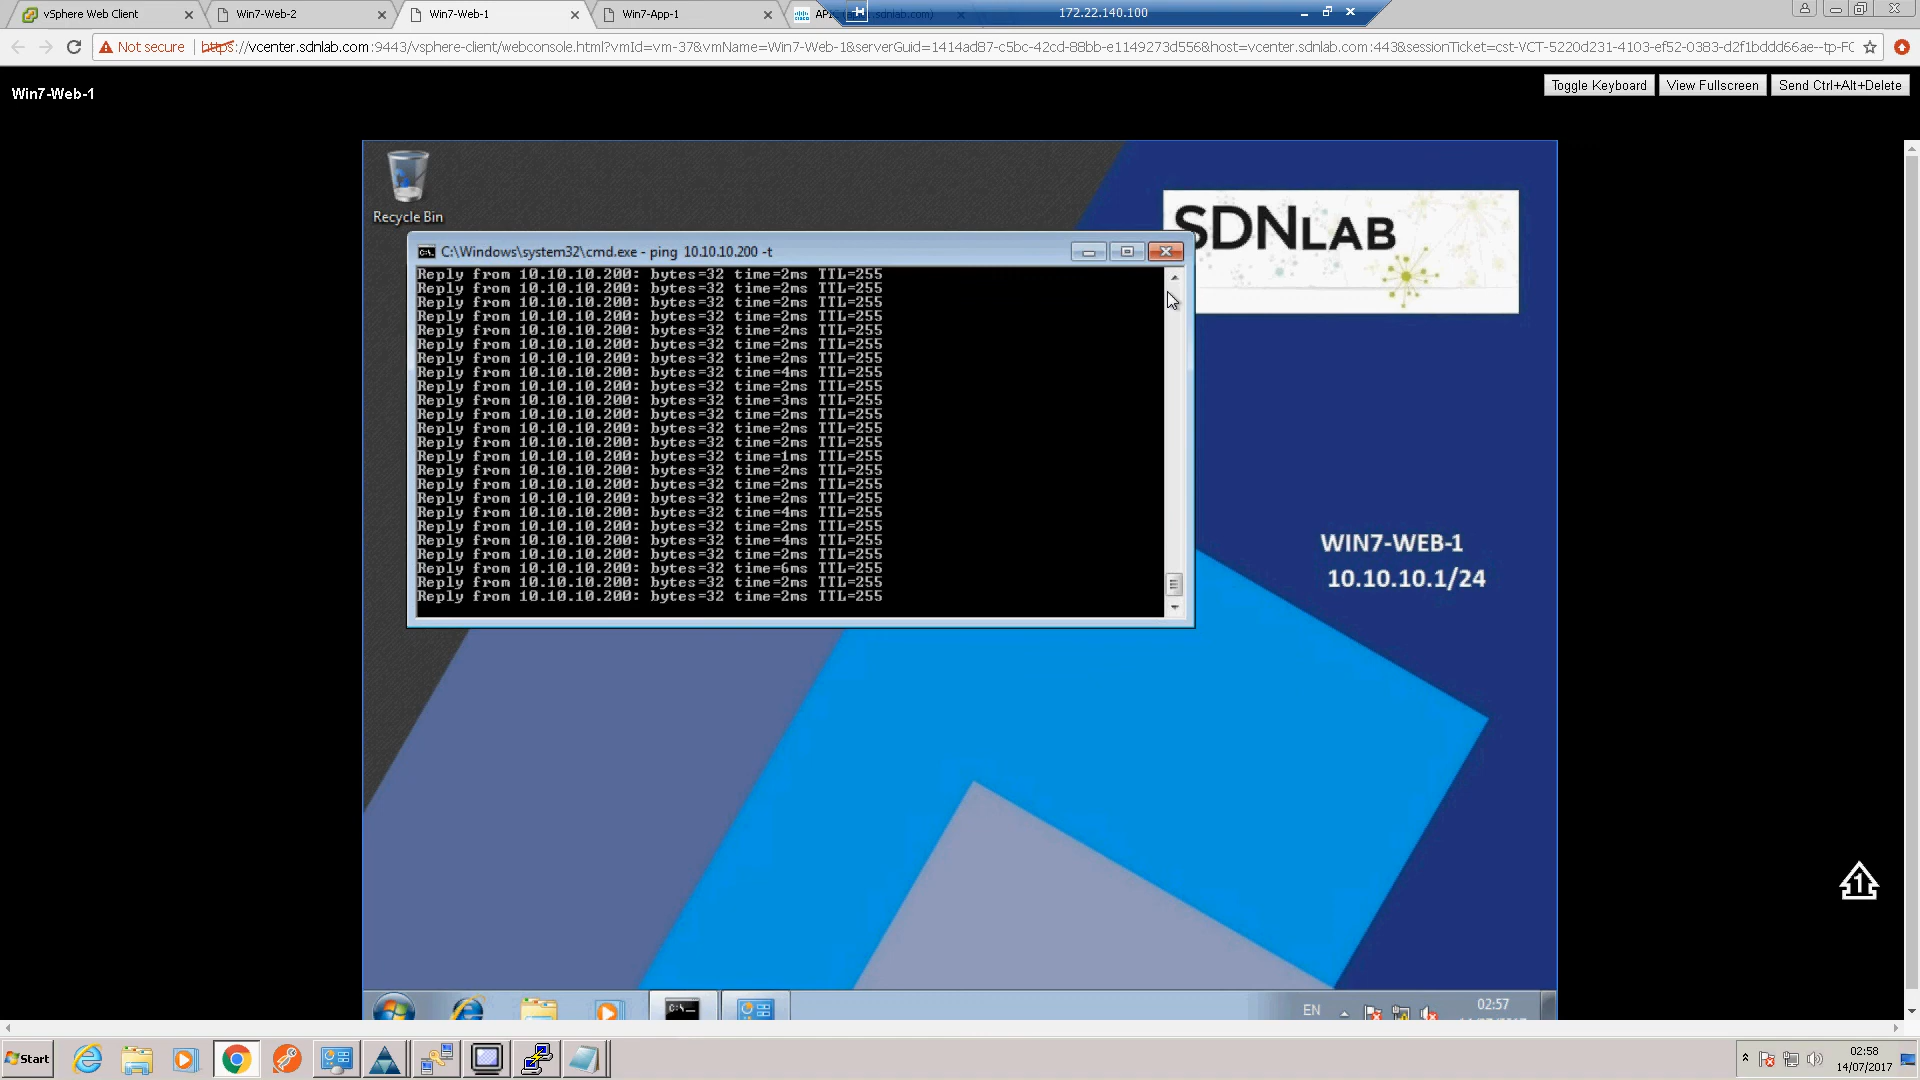 vSphere Web Client
Win7-Web-2
Win7-Web-1
Win7-App-1
172.22.140.100
Not secure
https://vcenter.sdnlab.com:9443/vsphere-client/webconsole.html?vmId=vm-37&vmName=Win7-Web-1&serverGuid=1414ad87-c5bc-42cd-88bb-e1149273d556&host=vcenter.sdnlab.com:443&sessionTicket=cst-VCT-5220d231-4103-ef52-0383-d2f1bddd66ae--tp-FC
Win7-Web-1
Toggle Keyboard
View Fullscreen
Send Ctrl+Alt+Delete
Recycle Bin
SDNLAB
C:\Windows\system32\cmd.exe - ping 10.10.10.200 -t
Reply from 10.10.10.200: bytes=32 time=2ms TTL=255
Reply from 10.10.10.200: bytes=32 time=2ms TTL=255
Reply from 10.10.10.200: bytes=32 time=2ms TTL=255
Reply from 10.10.10.200: bytes=32 time=2ms TTL=255
Reply from 10.10.10.200: bytes=32 time=2ms TTL=255
Reply from 10.10.10.200: bytes=32 time=2ms TTL=255
Reply from 10.10.10.200: bytes=32 time=2ms TTL=255
Reply from 10.10.10.200: bytes=32 time=4ms TTL=255
Reply from 10.10.10.200: bytes=32 time=2ms TTL=255
Reply from 10.10.10.200: bytes=32 time=3ms TTL=255
Reply from 10.10.10.200: bytes=32 time=2ms TTL=255
Reply from 10.10.10.200: bytes=32 time=2ms TTL=255
Reply from 10.10.10.200: bytes=32 time=2ms TTL=255
Reply from 10.10.10.200: bytes=32 time=1ms TTL=255
Reply from 10.10.10.200: bytes=32 time=2ms TTL=255
Reply from 10.10.10.200: bytes=32 time=2ms TTL=255
Reply from 10.10.10.200: bytes=32 time=2ms TTL=255
Reply from 10.10.10.200: bytes=32 time=4ms TTL=255
Reply from 10.10.10.200: bytes=32 time=2ms TTL=255
Reply from 10.10.10.200: bytes=32 time=4ms TTL=255
Reply from 10.10.10.200: bytes=32 time=2ms TTL=255
Reply from 10.10.10.200: bytes=32 time=6ms TTL=255
Reply from 10.10.10.200: bytes=32 time=2ms TTL=255
Reply from 10.10.10.200: bytes=32 time=2ms TTL=255
WIN7-WEB-1
10.10.10.1/24
1
EN
02:57
Start
02:58
14/07/2017